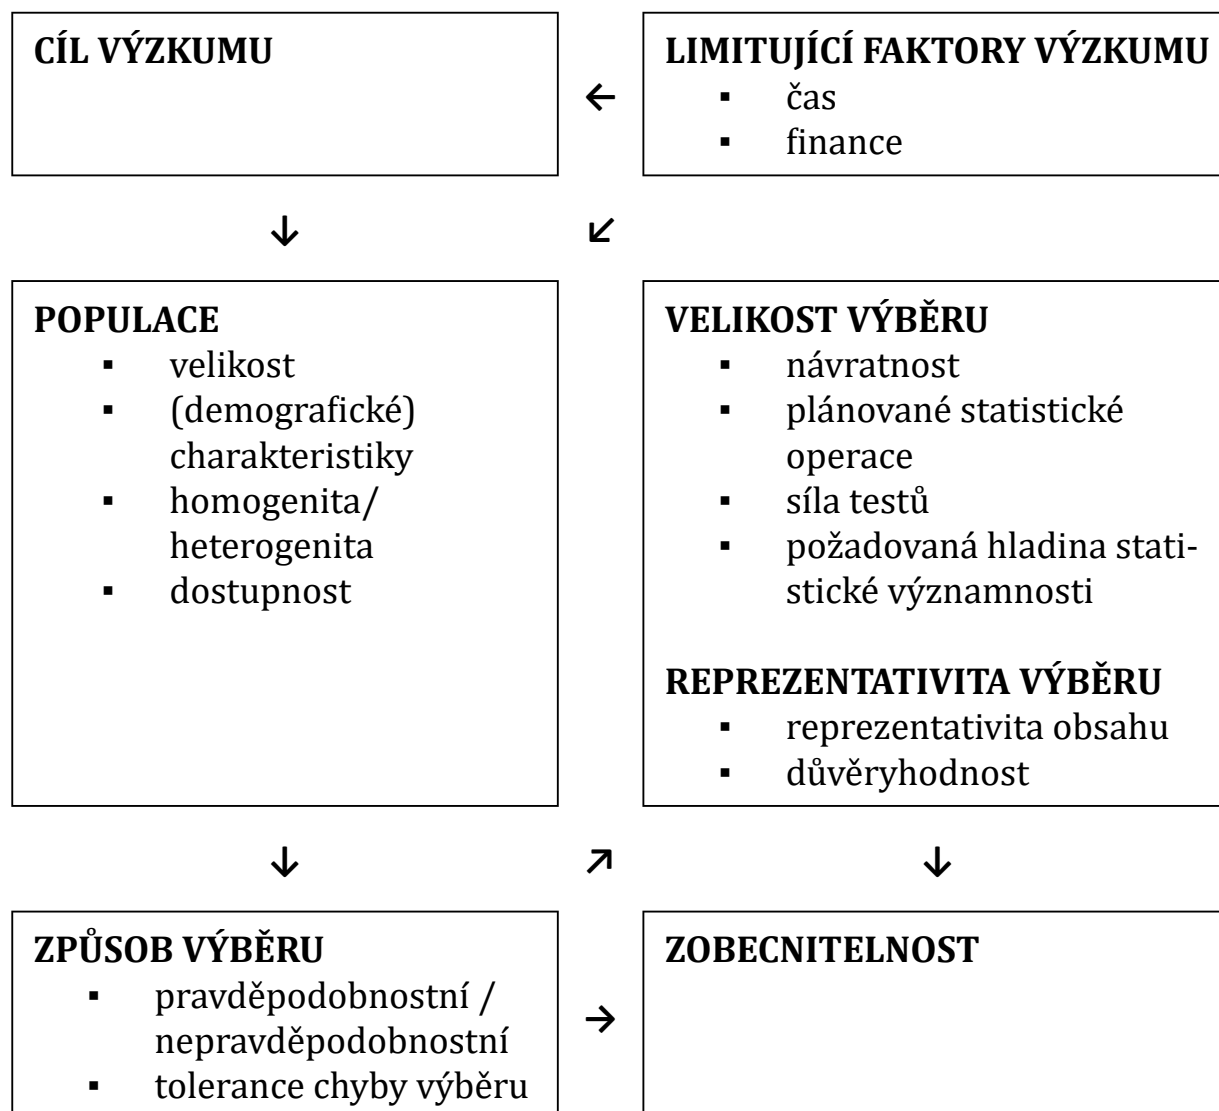 CÍL VÝZKUMU
LIMITUJÍCÍ FAKTORY VÝZKUMU
▪ čas
▪ finance
←
↓
↙
POPULACE
▪ velikost
▪ (demografické)
charakteristiky
▪ homogenita/
heterogenita
▪ dostupnost
VELIKOST VÝBĚRU
▪ návratnost
▪ plánované statistické
operace
▪ síla testů
▪ požadovaná hladina stati-
stické významnosti
REPREZENTATIVITA VÝBĚRU
▪ reprezentativita obsahu
▪ důvěryhodnost
↓
↗
↓
ZPŮSOB VÝBĚRU
▪ pravděpodobnostní /
nepravděpodobnostní
▪ tolerance chyby výběru
→
ZOBECNITELNOST